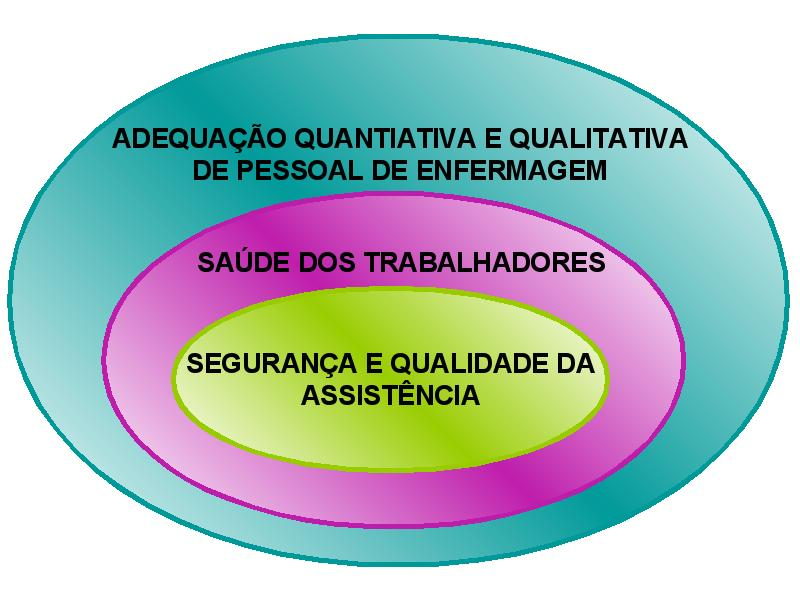 ADEQUAÇÃO QUANTIATIVA E QUALITATIVA
DE PESSOAL DE ENFERMAGEM
SAÚDE DOS TRABALHADORES
SEGURANÇA E QUALIDADE DA
ASSISTÊNCIA